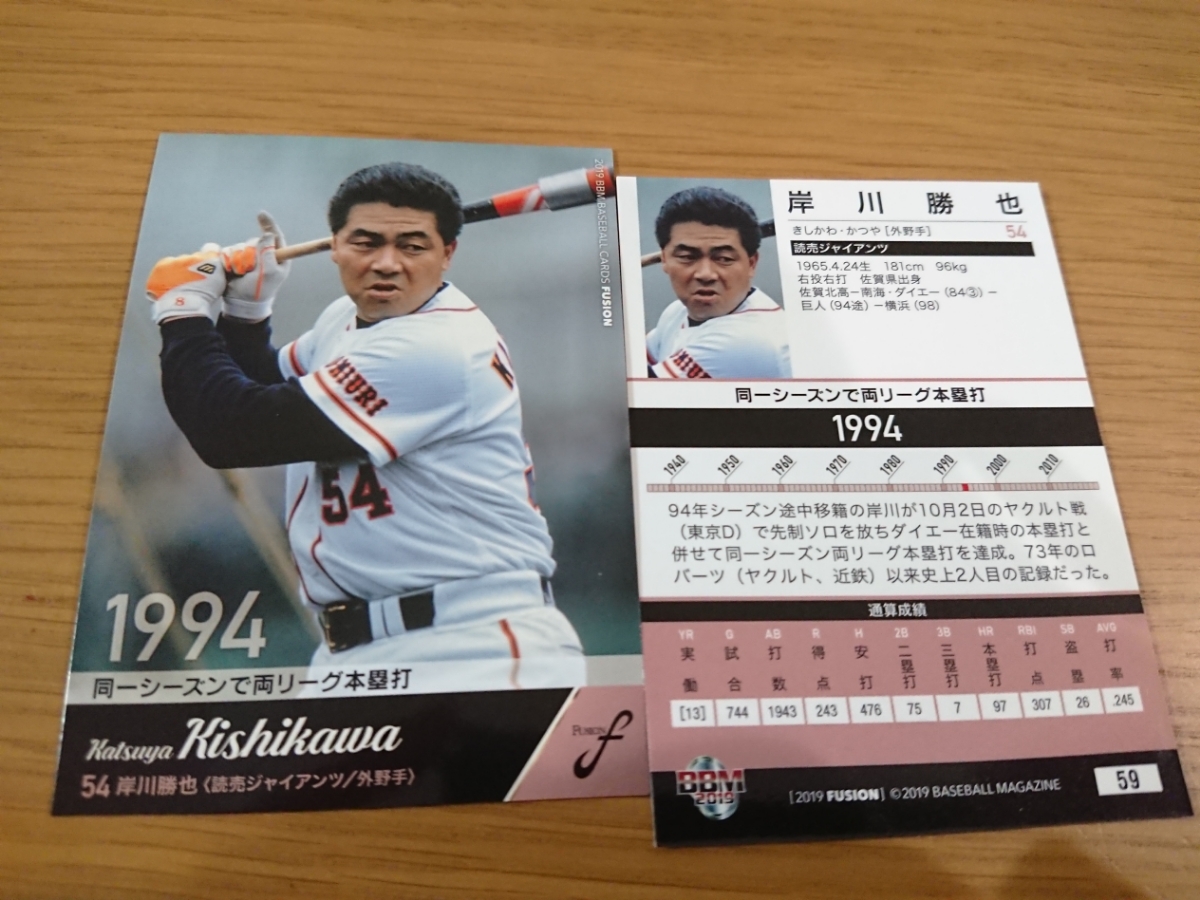 2019 BBM BASEBALL CARDS FUSION
8
54
1994
同一シーズンで両リーグ本塁打
Katsuya Kishikawa
54 岸川勝也〈読売ジャイアンツ/外野手〉
FUSION
f
岸川勝也
きしかわ・かつや［外野手］ 54
読売ジャイアンツ
1965.4.24生 181cm 96kg
右投右打 佐賀県出身
佐賀北高－南海・ダイエー（84③）－
巨人（94途）－横浜（98）
同一シーズンで両リーグ本塁打
1994
1940 1950 1960 1970 1980 1990 2000 2010
94年シーズン途中移籍の岸川が10月2日のヤクルト戦
（東京D）で先制ソロを放ちダイエー在籍時の本塁打と
併せて同一シーズン両リーグ本塁打を達成。73年のロ
バーツ（ヤクルト、近鉄）以来史上2人目の記録だった。
通算成績
YR G AB R H 2B 3B HR RBI SB AVG
実働 試合 打数 得点 安打 二塁打 三塁打 本塁打 打点 盗塁 打率
[13] 744 1943 243 476 75 7 97 307 26 .245
BBM
2019
[2019 FUSION] ©2019 BASEBALL MAGAZINE
59